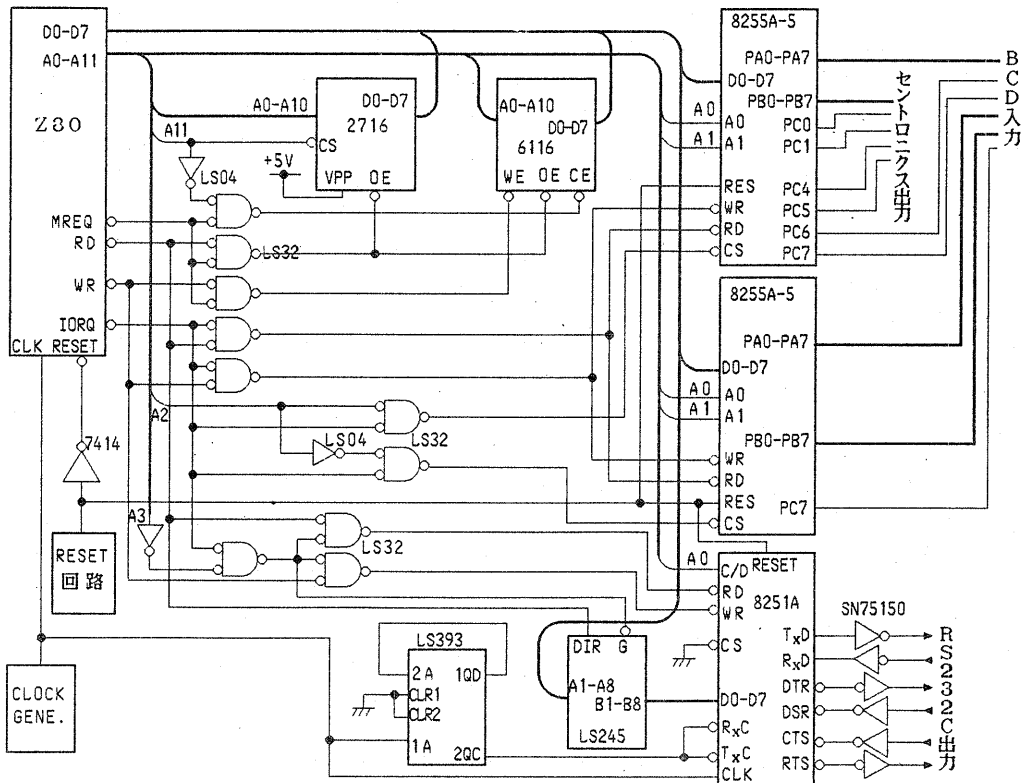 D0-D7
A0-A11
Z80
MREQ
RD
WR
IORQ
CLK RESET
A11
A0-A10
D0-D7
2716
CS
+5V
VPP OE
A0-A10
D0-D7
6116
WE OE CE
LS04
LS32
8255A-5
PA0-PA7
D0-D7
PB0-PB7
A0 A0
A1 A1
PC0
PC1
RES
WR
RD
CS
PC4
PC5
PC6
PC7
セントロニクス出力
BCD入力
8255A-5
PA0-PA7
D0-D7
A0 A0
A1 A1
PB0-PB7
WR
RD
RES
CS
PC7
A2
LS04
LS32
7414
A3
LS32
RESET
回路
CLOCK
GENE.
LS393
2A 1QD
CLR1
CLR2
1A 2QC
DIR G
A1-A8
B1-B8
LS245
A0 C/D
RESET
RD
WR
8251A
CS
D0-D7
RxC
TxC
CLK
TxD
RxD
DTR
DSR
CTS
RTS
SN75150
RS232C出力